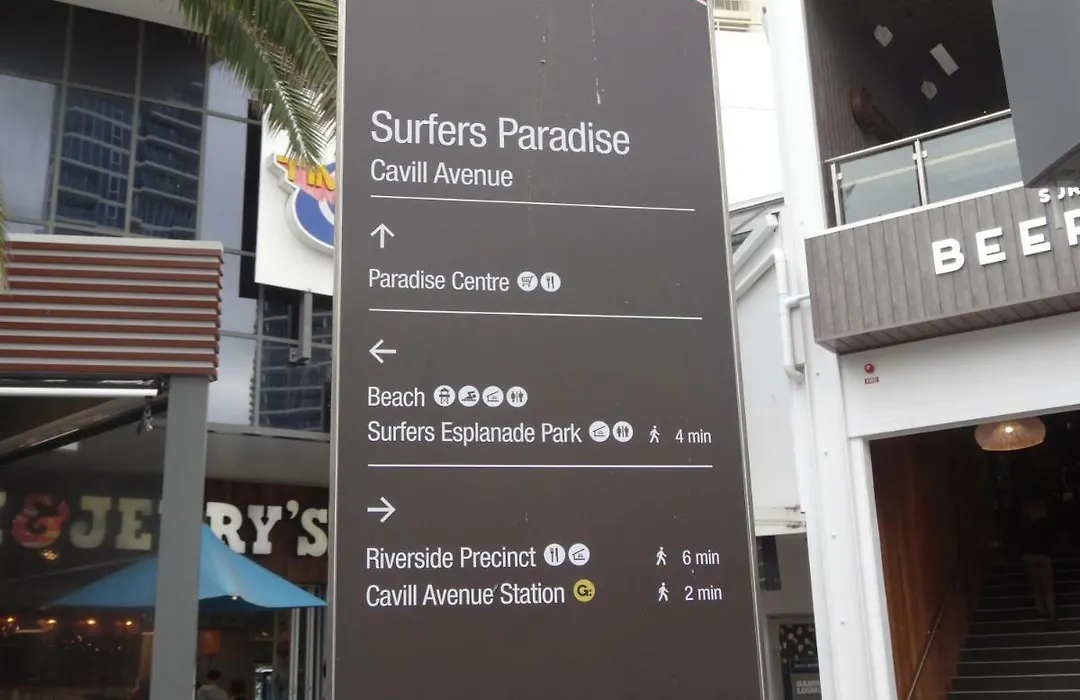 Surfers Paradise
Cavill Avenue
Paradise Centre
Beach
Surfers Esplanade Park 4 min
Riverside Precinct 6 min
Cavill Avenue Station G: 2 min
& JERRY'S
BEER